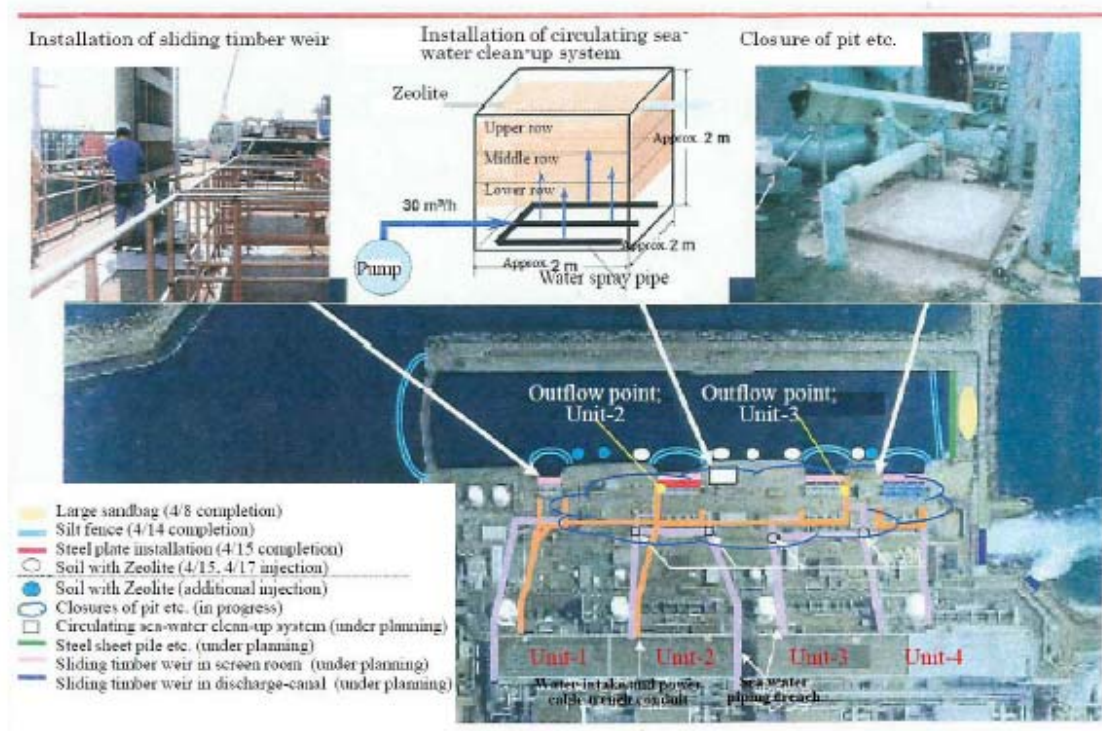 Installation of sliding timber weir
Installation of circulating sea-
water clean-up system
Closure of pit etc.
Zeolite
Upper row
Middle row
Lower row
Approx. 2 m
30 m³/h
Approx. 2 m
Approx. 2 m
Pump
Water spray pipe
Outflow point;
Unit-2
Outflow point;
Unit-3
Large sandbag (4/8 completion)
Silt fence (4/14 completion)
Steel plate installation (4/15 completion)
Soil with Zeolite (4/15, 4/17 injection)
Soil with Zeolite (additional injection)
Closures of pit etc. (in progress)
Circulating sea-water clean-up system (under planning)
Steel sheet pile etc. (under planning)
Sliding timber weir in screen room (under planning)
Sliding timber weir in discharge-canal (under planning)
Unit-1
Unit-2
Unit-3
Unit-4
Water-intake and power
cable trench conduit
Sea water
piping trench